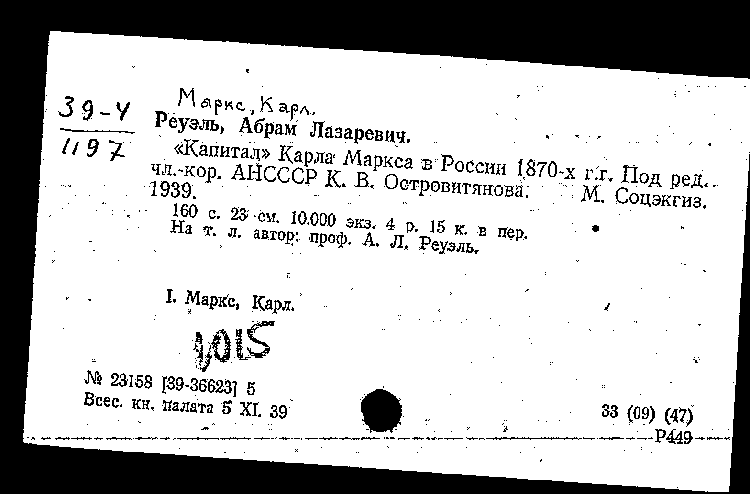 39-4
1197
Маркс, Карл.
Реуэль, Абрам Лазаревич.
«Капитал» Карла Маркса в России 1870-х г.г. Под ред.
чл.-кор. АНСССР К. В. Островитянова. М. Соцэкгиз.
1939.
160 с. 23 см. 10.000 экз. 4 р. 15 к. в пер.
На т. л. автор: проф. А. Л. Реуэль.
I. Маркс, Карл.
1015
№ 23158 [39-36623] 5
Всес. кн. палата 5 XI. 39
33 (09) (47)
Р449